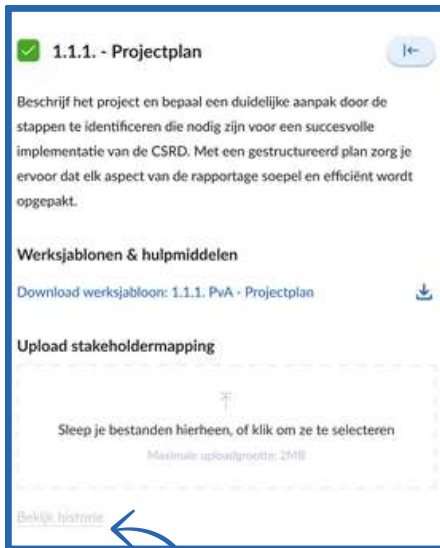 1.1.1. - Projectplan
Beschrijf het project en bepaal een duidelijke aanpak door de
stappen te identificeren die nodig zijn voor een succesvolle
implementatie van de CSRD. Met een gestructureerd plan zorg je
ervoor dat elk aspect van de rapportage soepel en efficiënt wordt
opgepakt.
Werksjablonen & hulpmiddelen
Download werksjabloon: 1.1.1. PvA - Projectplan
Upload stakeholdermapping
Sleep je bestanden hierheen, of klik om ze te selecteren
Maximale uploadgrootte: 2MB
Bekijk historie